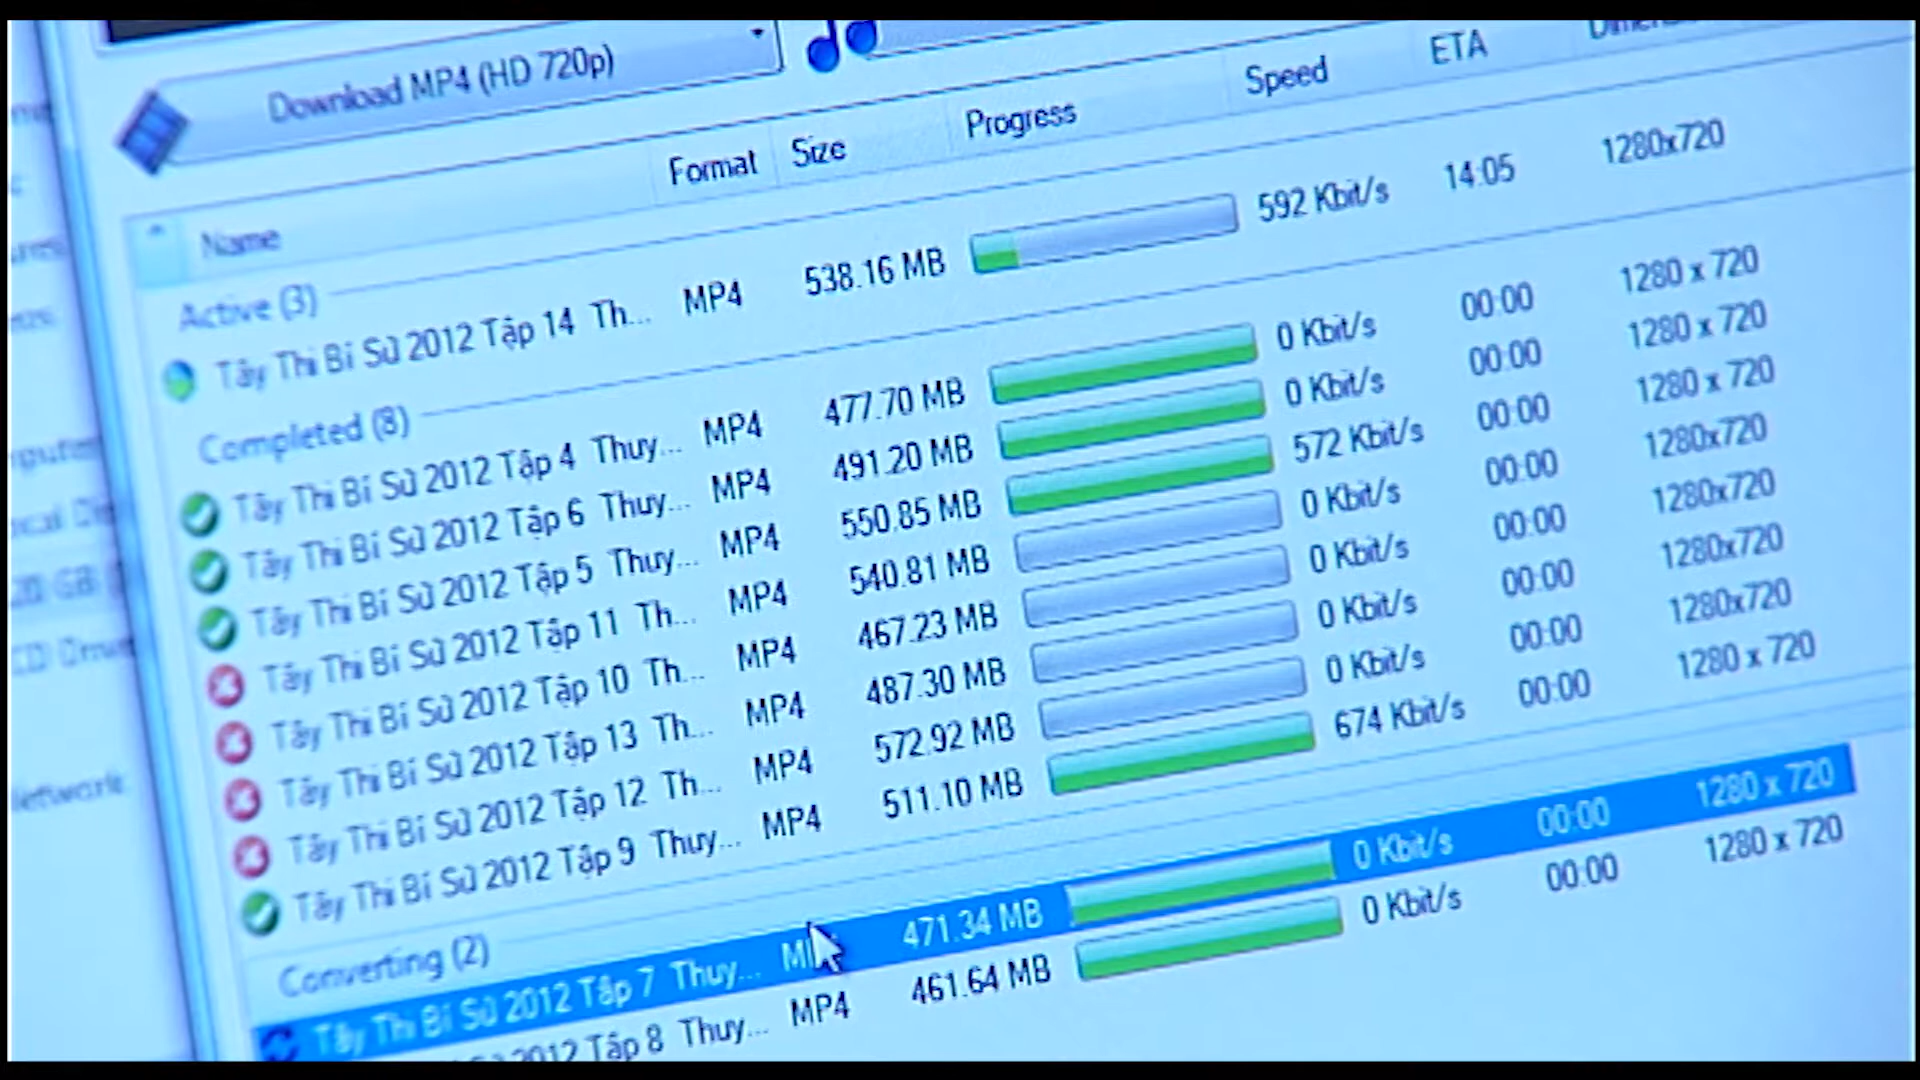 Download MP4 (HD 720p)
Name Format Size Progress Speed ETA
Active (3)
Tây Thi Bí Sử 2012 Tập 14 Th... MP4 538.16 MB 592 Kbit/s 14:05 1280x720
Completed (8)
Tây Thi Bí Sử 2012 Tập 4 Thuy... MP4 477.70 MB 0 Kbit/s 00:00 1280 x 720
Tây Thi Bí Sử 2012 Tập 6 Thuy... MP4 491.20 MB 0 Kbit/s 00:00 1280 x 720
Tây Thi Bí Sử 2012 Tập 5 Thuy... MP4 550.85 MB 572 Kbit/s 00:00 1280 x 720
Tây Thi Bí Sử 2012 Tập 11 Th... MP4 540.81 MB 0 Kbit/s 00:00 1280x720
Tây Thi Bí Sử 2012 Tập 10 Th... MP4 467.23 MB 0 Kbit/s 00:00 1280x720
Tây Thi Bí Sử 2012 Tập 13 Th... MP4 487.30 MB 0 Kbit/s 00:00 1280x720
Tây Thi Bí Sử 2012 Tập 12 Th... MP4 572.92 MB 0 Kbit/s 00:00 1280x720
Tây Thi Bí Sử 2012 Tập 9 Thuy... MP4 511.10 MB 674 Kbit/s 00:00 1280 x 720
Converting (2)
Tây Thi Bí Sử 2012 Tập 7 Thuy... 471.34 MB 0 Kbit/s 00:00 1280 x 720
2012 Tập 8 Thuy... MP4 461.64 MB 0 Kbit/s 00:00 1280 x 720